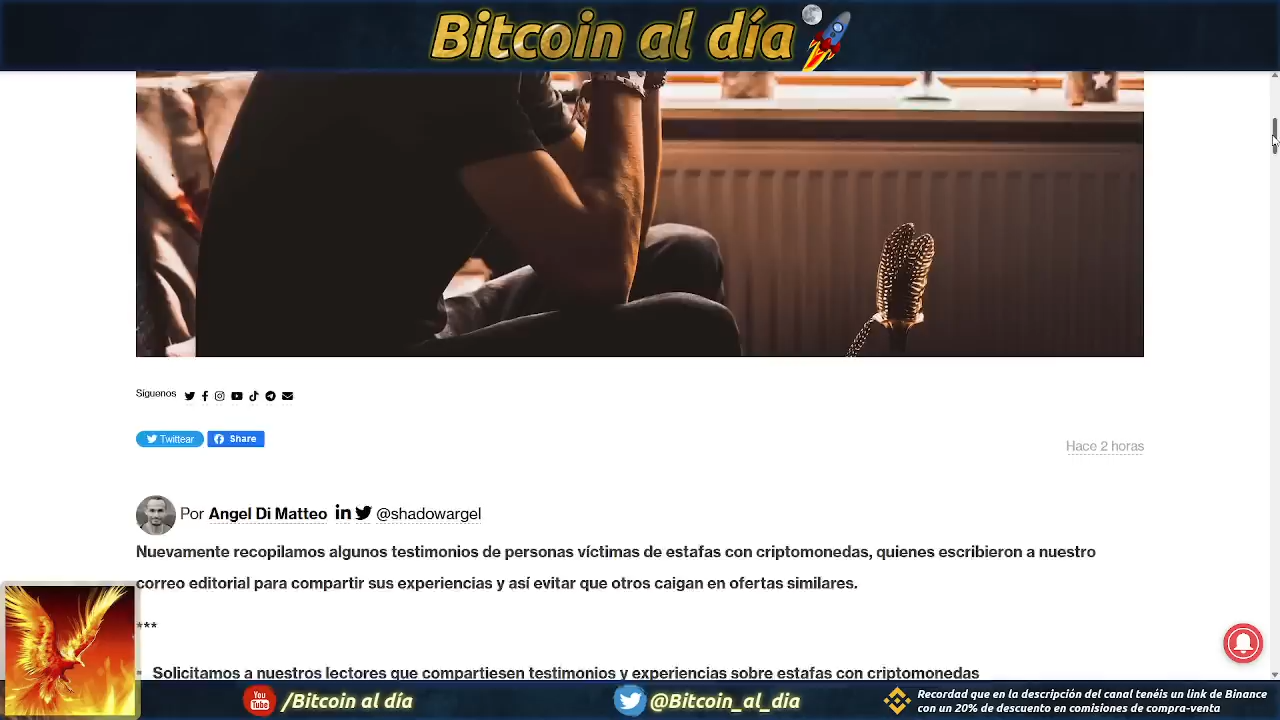 Bitcoin al día
Síguenos
Twittear
Share
Hace 2 horas
Por Angel Di Matteo in @shadowargel
Nuevamente recopilamos algunos testimonios de personas víctimas de estafas con criptomonedas, quienes escribieron a nuestro
correo editorial para compartir sus experiencias y así evitar que otros caigan en ofertas similares.
***
Solicitamos a nuestros lectores que compartiesen testimonios y experiencias sobre estafas con criptomonedas
You Tube
/Bitcoin al día
@Bitcoin_al_dia
Recordad que en la descripción del canal tenéis un link de Binance
con un 20% de descuento en comisiones de compra-venta